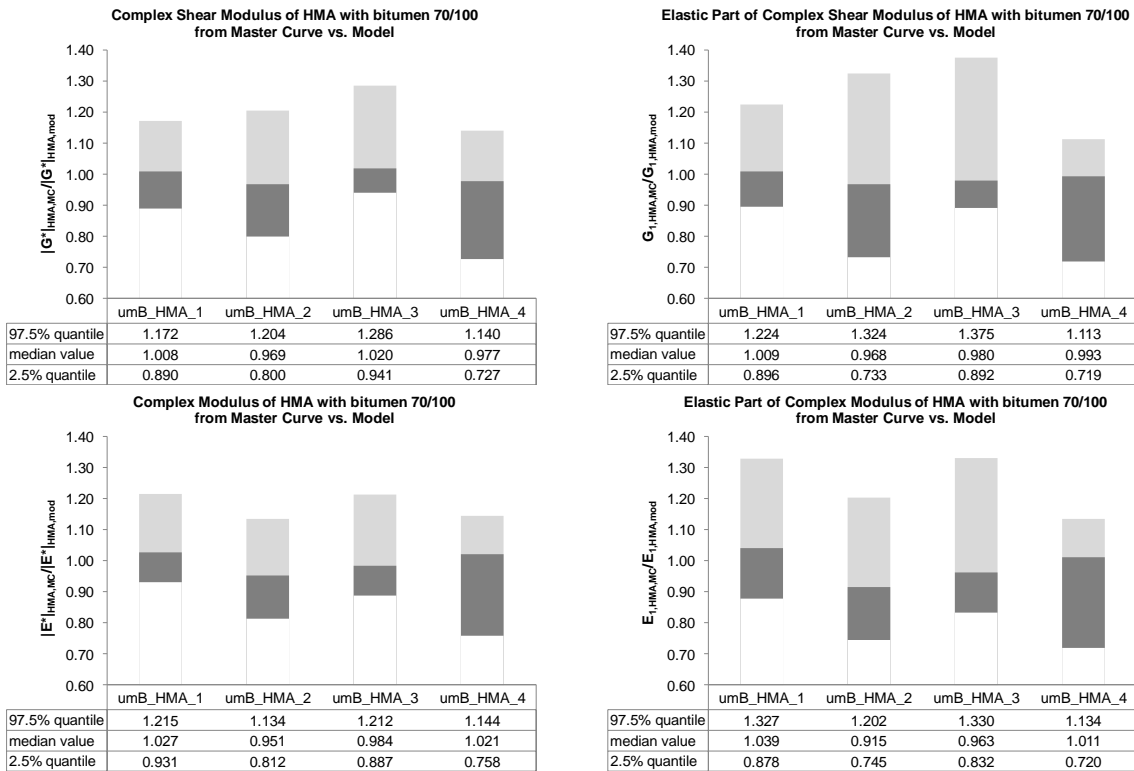 Complex Shear Modulus of HMA with bitumen 70/100
from Master Curve vs. Model
|G*|HMA,MC/|G*|HMA,mod
1.40
1.30
1.20
1.10
1.00
0.90
0.80
0.70
0.60
umB_HMA_1 umB_HMA_2 umB_HMA_3 umB_HMA_4
97.5% quantile 1.172 1.204 1.286 1.140
median value 1.008 0.969 1.020 0.977
2.5% quantile 0.890 0.800 0.941 0.727
Elastic Part of Complex Shear Modulus of HMA with bitumen 70/100
from Master Curve vs. Model
G1,HMA,MC/G1,HMA,mod
1.40
1.30
1.20
1.10
1.00
0.90
0.80
0.70
0.60
umB_HMA_1 umB_HMA_2 umB_HMA_3 umB_HMA_4
97.5% quantile 1.224 1.324 1.375 1.113
median value 1.009 0.968 0.980 0.993
2.5% quantile 0.896 0.733 0.892 0.719
Complex Modulus of HMA with bitumen 70/100
from Master Curve vs. Model
|E*|HMA,MC/|E*|HMA,mod
1.40
1.30
1.20
1.10
1.00
0.90
0.80
0.70
0.60
umB_HMA_1 umB_HMA_2 umB_HMA_3 umB_HMA_4
97.5% quantile 1.215 1.134 1.212 1.144
median value 1.027 0.951 0.984 1.021
2.5% quantile 0.931 0.812 0.887 0.758
Elastic Part of Complex Modulus of HMA with bitumen 70/100
from Master Curve vs. Model
E1,HMA,MC/E1,HMA,mod
1.40
1.30
1.20
1.10
1.00
0.90
0.80
0.70
0.60
umB_HMA_1 umB_HMA_2 umB_HMA_3 umB_HMA_4
97.5% quantile 1.327 1.202 1.330 1.134
median value 1.039 0.915 0.963 1.011
2.5% quantile 0.878 0.745 0.832 0.720